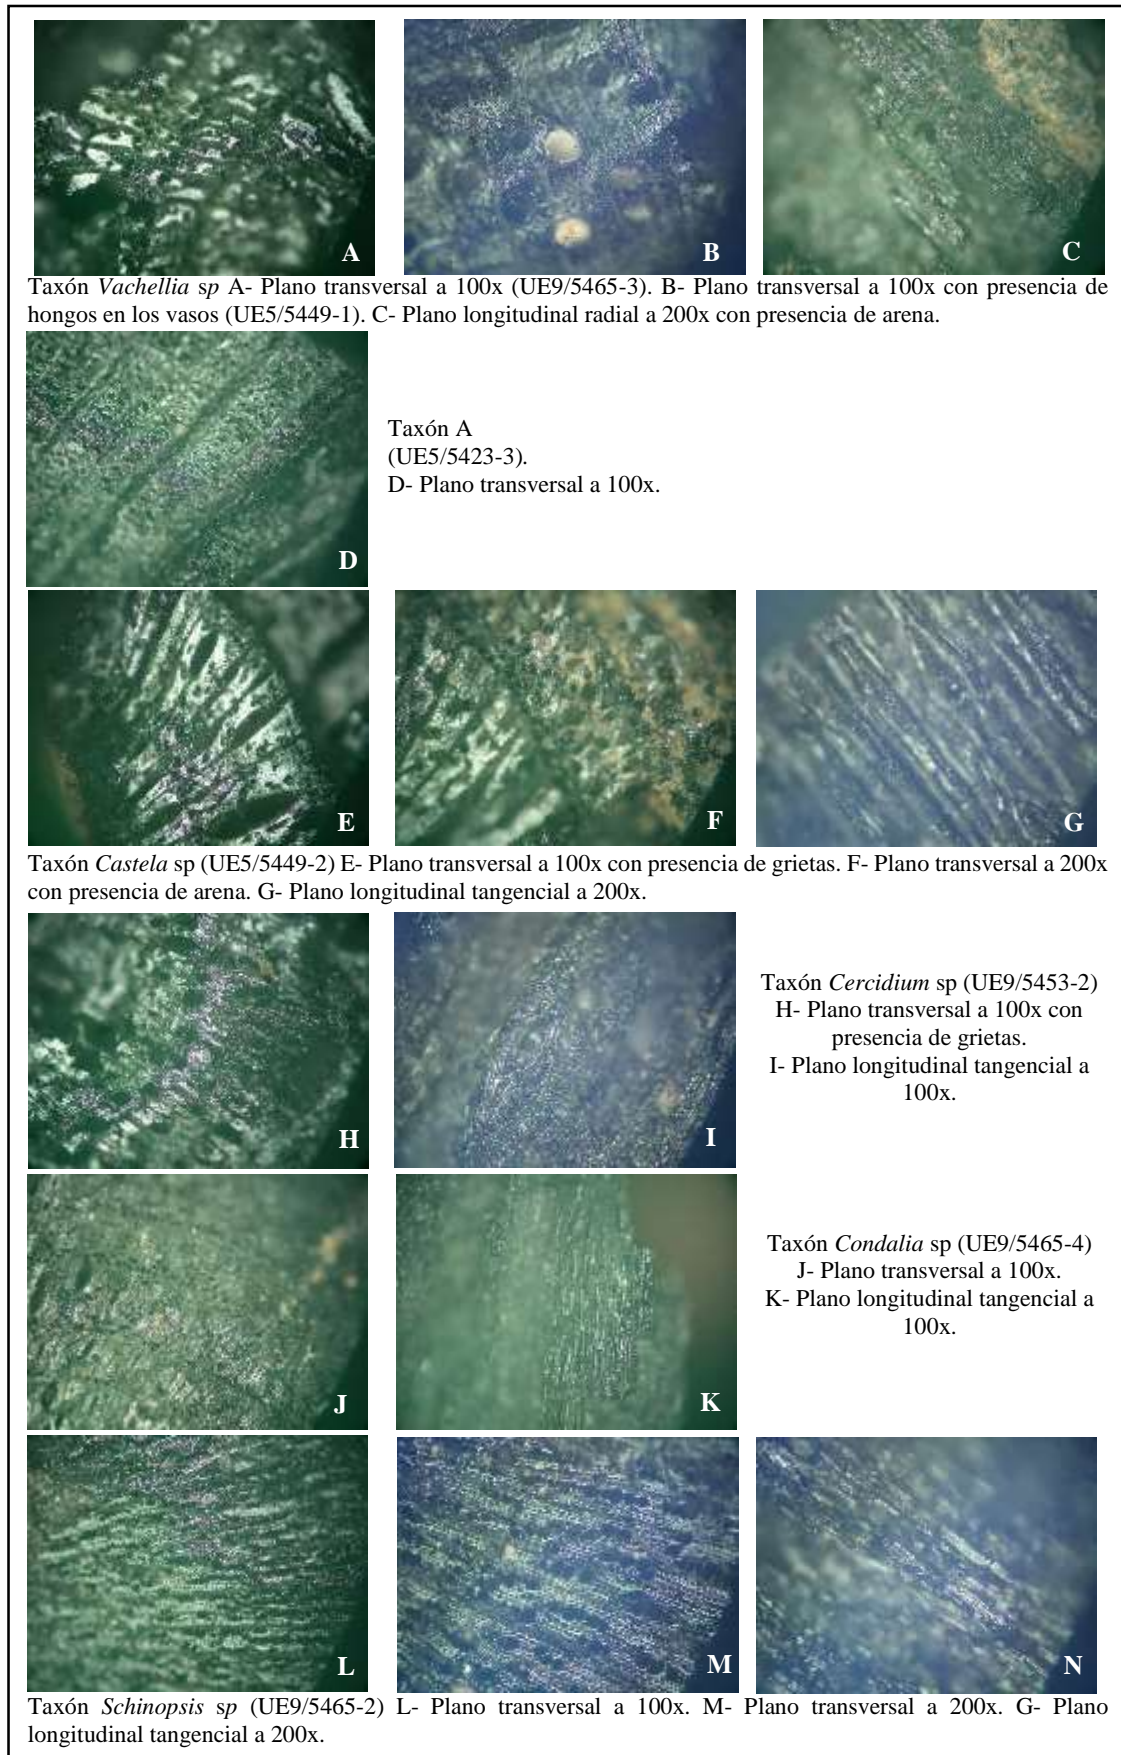 A
B
C
Taxón Vachellia sp A- Plano transversal a 100x (UE9/5465-3). B- Plano transversal a 100x con presencia de
hongos en los vasos (UE5/5449-1). C- Plano longitudinal radial a 200x con presencia de arena.
D
Taxón A
(UE5/5423-3).
D- Plano transversal a 100x.
E
F
G
Taxón Castela sp (UE5/5449-2) E- Plano transversal a 100x con presencia de grietas. F- Plano transversal a 200x
con presencia de arena. G- Plano longitudinal tangencial a 200x.
H
I
Taxón Cercidium sp (UE9/5453-2)
H- Plano transversal a 100x con
presencia de grietas.
I- Plano longitudinal tangencial a
100x.
J
K
Taxón Condalia sp (UE9/5465-4)
J- Plano transversal a 100x.
K- Plano longitudinal tangencial a
100x.
L
M
N
Taxón Schinopsis sp (UE9/5465-2) L- Plano transversal a 100x. M- Plano transversal a 200x. G- Plano
longitudinal tangencial a 200x.